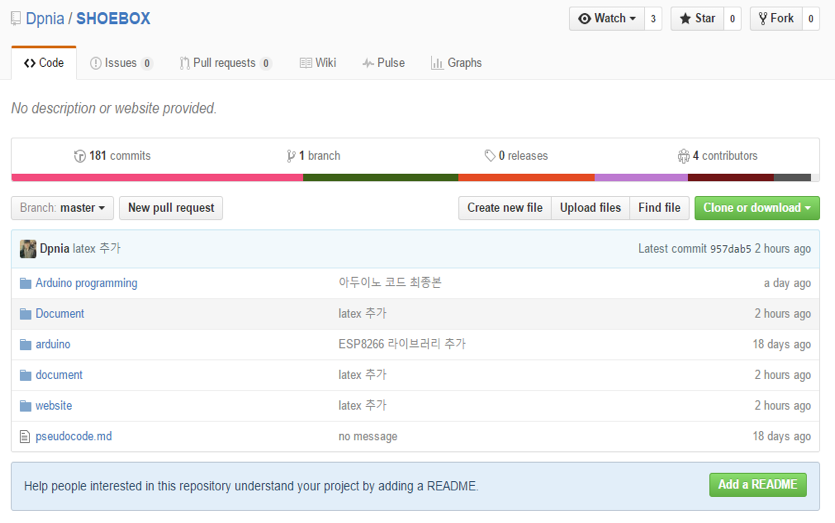 Dpnia / SHOEBOX
Watch 3 Star 0 Fork 0
Code Issues 0 Pull requests 0 Wiki Pulse Graphs
No description or website provided.
181 commits 1 branch 0 releases 4 contributors
Branch: master New pull request Create new file Upload files Find file Clone or download
Dpnia latex 추가 Latest commit 957dab5 2 hours ago
Arduino programming 아두이노 코드 최종본 a day ago
Document latex 추가 2 hours ago
arduino ESP8266 라이브러리 추가 18 days ago
document latex 추가 2 hours ago
website latex 추가 2 hours ago
pseudocode.md no message 18 days ago
Help people interested in this repository understand your project by adding a README. Add a README